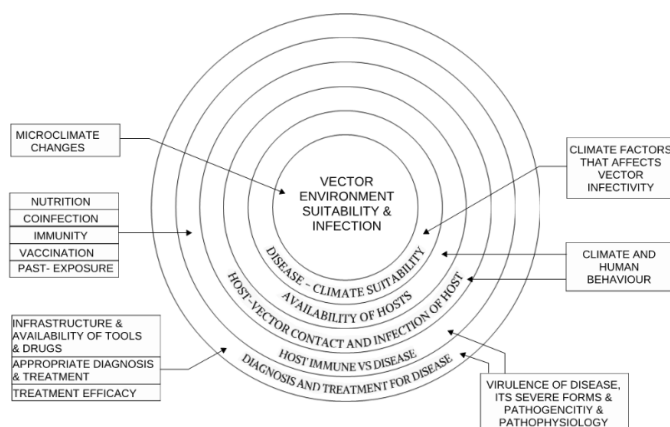 MICROCLIMATE
CHANGES
NUTRITION
COINFECTION
IMMUNITY
VACCINATION
PAST- EXPOSURE
INFRASTRUCTURE &
AVAILABILITY OF TOOLS
& DRUGS
APPROPRIATE DIAGNOSIS
& TREATMENT
TREATMENT EFFICACY
VECTOR
ENVIRONMENT
SUITABILITY &
INFECTION
DISEASE – CLIMATE SUITABILITY
AVAILABILITY OF HOSTS
HOST-VECTOR CONTACT AND INFECTION OF HOST
HOST IMMUNE VS DISEASE
DIAGNOSIS AND TREATMENT FOR DISEASE
CLIMATE FACTORS
THAT AFFECTS
VECTOR
INFECTIVITY
CLIMATE AND
HUMAN
BEHAVIOUR
VIRULENCE OF DISEASE,
ITS SEVERE FORMS &
PATHOGENCITIY &
PATHOPHYSIOLOGY